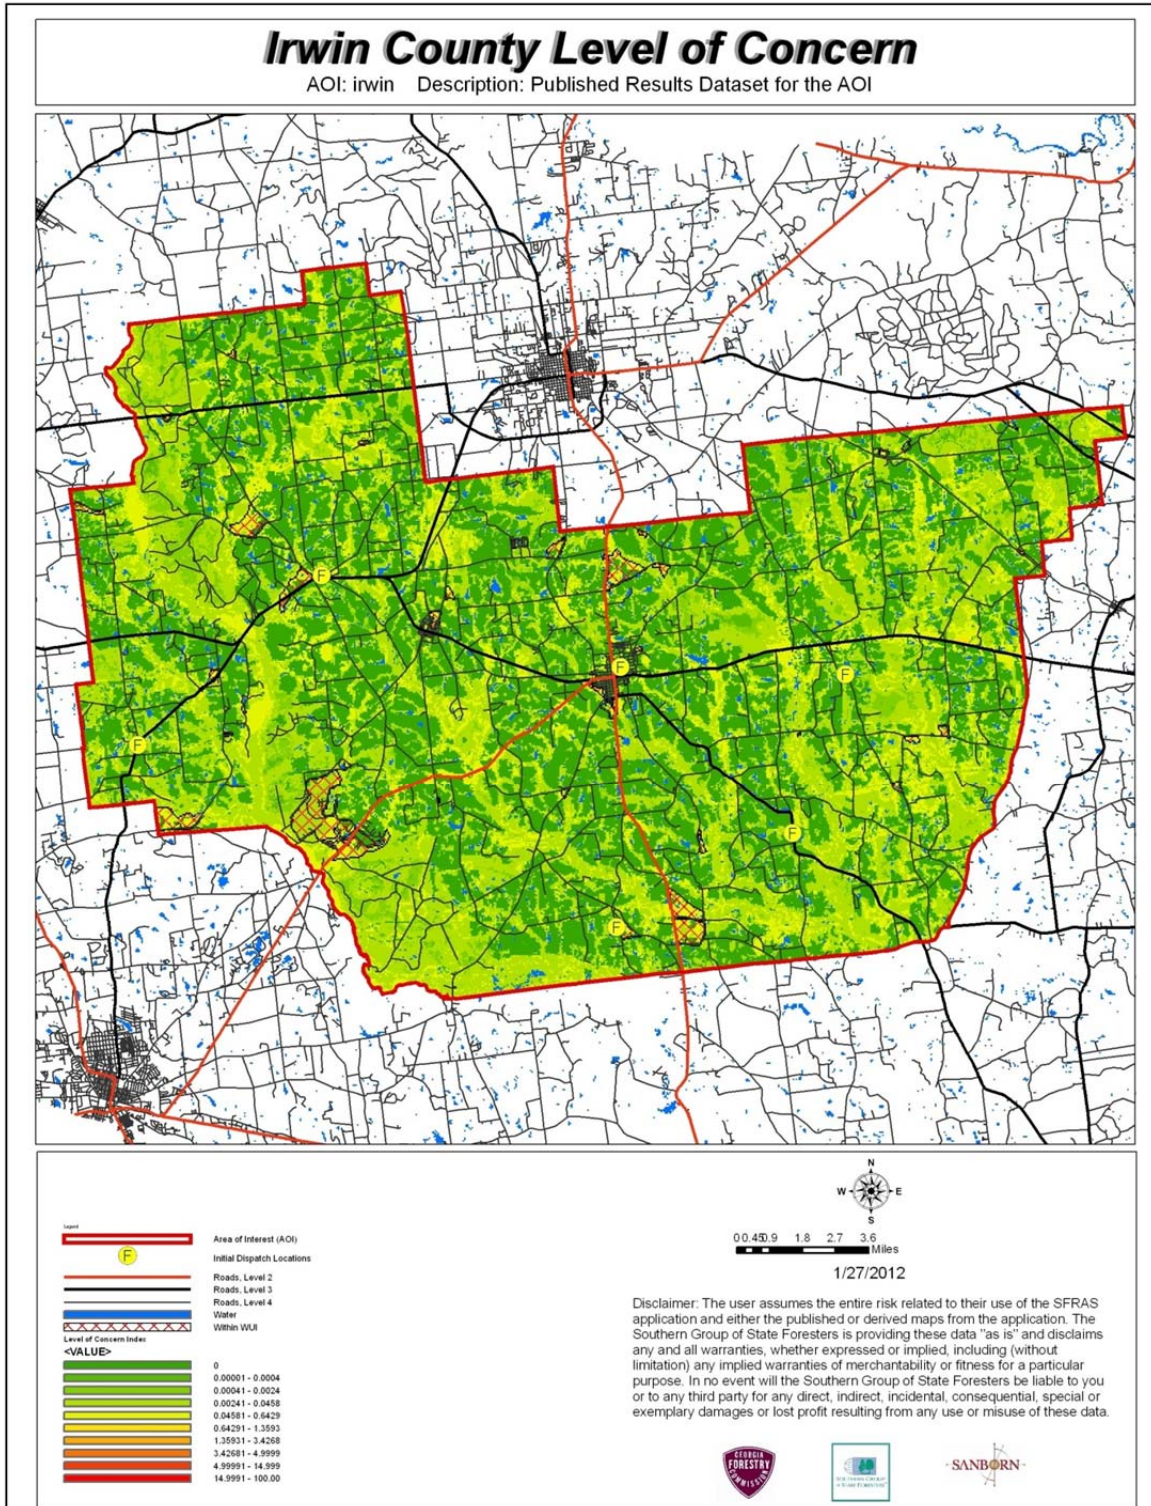 Irwin County Level of Concern
AOI: irwin Description: Published Results Dataset for the AOI
F
F
F
F
F
F
N
W E
S
0 0.45 0.9 1.8 2.7 3.6
Miles
1/27/2012
Legend
Area of Interest (AOI)
F
Initial Dispatch Locations
Roads, Level 2
Roads, Level 3
Roads, Level 4
Water
Within WUI
Level of Concern Index
<VALUE>
0
0.00001 - 0.0004
0.00041 - 0.0024
0.00241 - 0.0458
0.04581 - 0.6429
0.64291 - 1.3593
1.35931 - 3.4268
3.42681 - 4.9999
4.99991 - 14.999
14.9991 - 100.00
Disclaimer: The user assumes the entire risk related to their use of the SFRAS
application and either the published or derived maps from the application. The
Southern Group of State Foresters is providing these data "as is" and disclaims
any and all warranties, whether expressed or implied, including (without
limitation) any implied warranties of merchantability or fitness for a particular
purpose. In no event will the Southern Group of State Foresters be liable to you
or to any third party for any direct, indirect, incidental, consequential, special or
exemplary damages or lost profit resulting from any use or misuse of these data.
GEORGIA
FORESTRY
COMMISSION
SOUTHERN GROUP
OF STATE FORESTERS
SANBORN